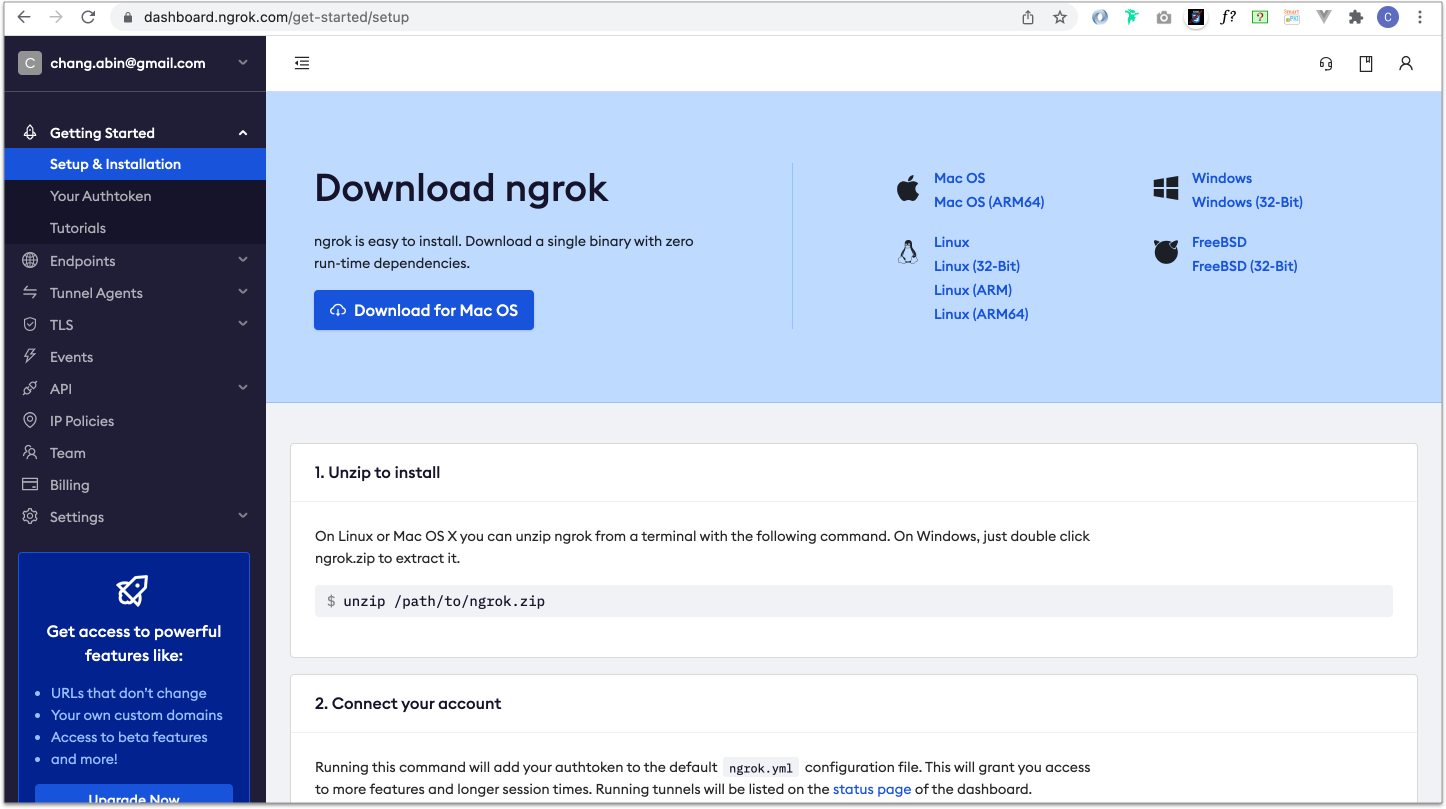 dashboard.ngrok.com/get-started/setup
f?
?
C
C
chang.abin@gmail.com
Getting Started
Setup & Installation
Your Authtoken
Tutorials
Endpoints
Tunnel Agents
TLS
Events
API
IP Policies
Team
Billing
Settings
Get access to powerful
features like:
• URLs that don't change
• Your own custom domains
• Access to beta features
• and more!
Upgrade Now
Download ngrok
ngrok is easy to install. Download a single binary with zero
run-time dependencies.
Download for Mac OS
Mac OS
Mac OS (ARM64)
Windows
Windows (32-Bit)
Linux
Linux (32-Bit)
Linux (ARM)
Linux (ARM64)
FreeBSD
FreeBSD (32-Bit)
1. Unzip to install
On Linux or Mac OS X you can unzip ngrok from a terminal with the following command. On Windows, just double click
ngrok.zip to extract it.
$ unzip /path/to/ngrok.zip
2. Connect your account
Running this command will add your authtoken to the default ngrok.yml configuration file. This will grant you access
to more features and longer session times. Running tunnels will be listed on the status page of the dashboard.